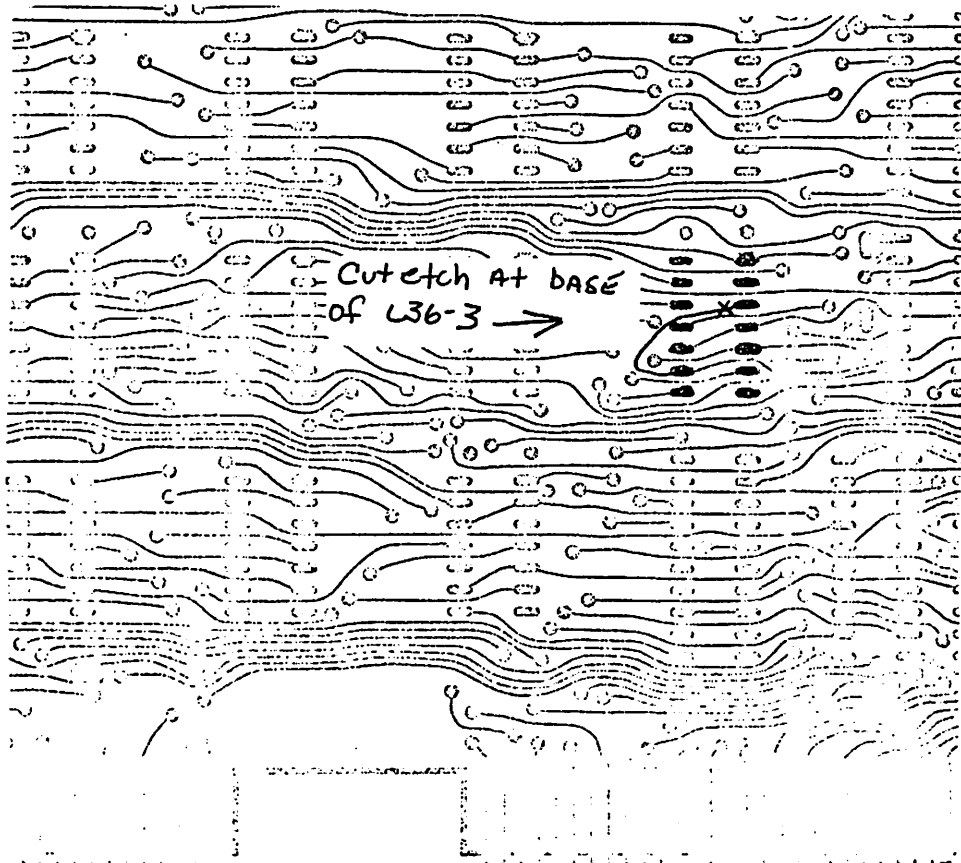 Cut etch At base
of L36-3 →